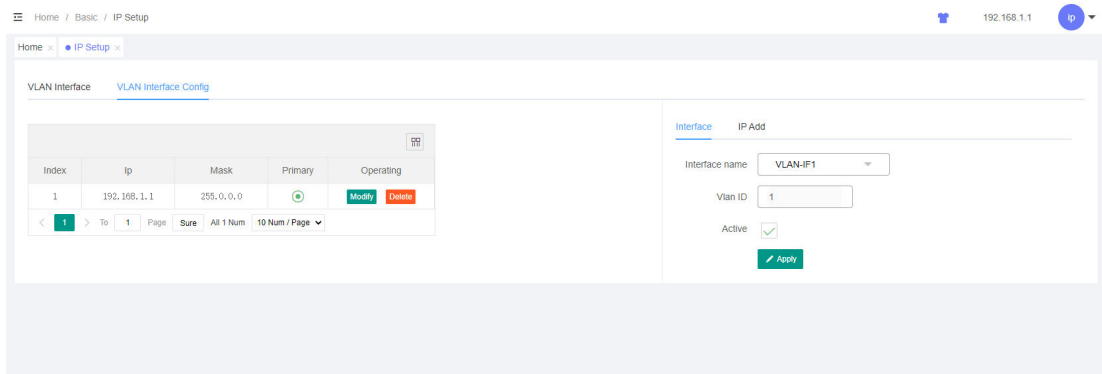 Home / Basic / IP Setup
192.168.1.1
ip
Home ×
IP Setup ×
VLAN Interface
VLAN Interface Config
Index
Ip
Mask
Primary
Operating
1
192.168.1.1
255.0.0.0
Modify
Delete
< 1 > To 1 Page Sure All 1 Num 10 Num / Page
Interface
IP Add
Interface name VLAN-IF1
Vlan ID 1
Active
Apply